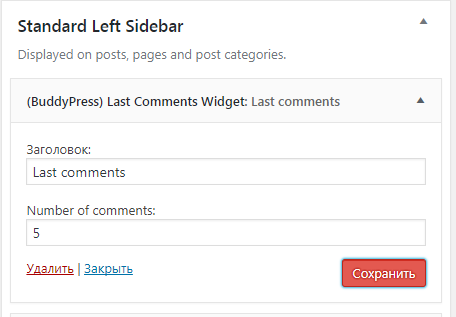 Standard Left Sidebar
Displayed on posts, pages and post categories.
(BuddyPress) Last Comments Widget: Last comments
Заголовок:
Last comments
Number of comments:
5
Удалить | Закрыть Сохранить